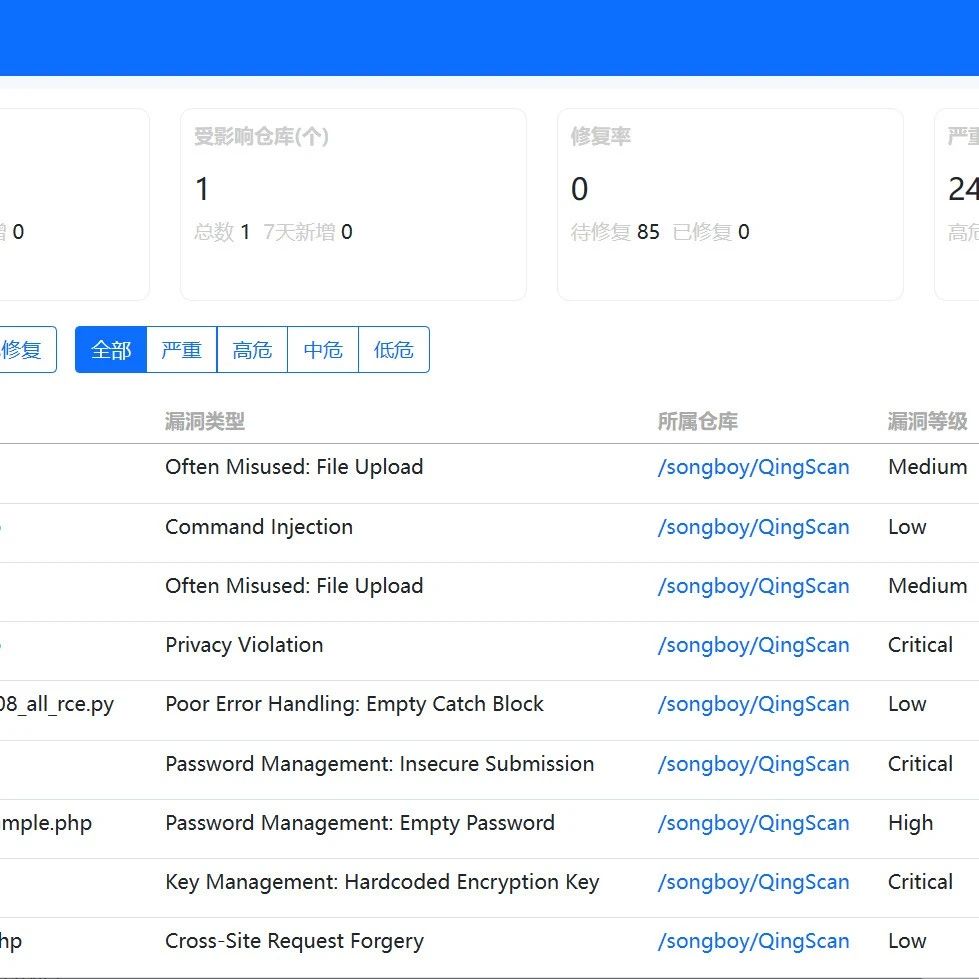 受影响仓库(个) 修复率 严重
1 0 24
增 0 总数 1 7天新增 0 待修复 85 已修复 0 高危
修复 全部 严重 高危 中危 低危
漏洞类型 所属仓库 漏洞等级
Often Misused: File Upload /songboy/QingScan Medium
Command Injection /songboy/QingScan Low
Often Misused: File Upload /songboy/QingScan Medium
Privacy Violation /songboy/QingScan Critical
08_all_rce.py Poor Error Handling: Empty Catch Block /songboy/QingScan Low
Password Management: Insecure Submission /songboy/QingScan Critical
mple.php Password Management: Empty Password /songboy/QingScan High
Key Management: Hardcoded Encryption Key /songboy/QingScan Critical
hp Cross-Site Request Forgery /songboy/QingScan Low